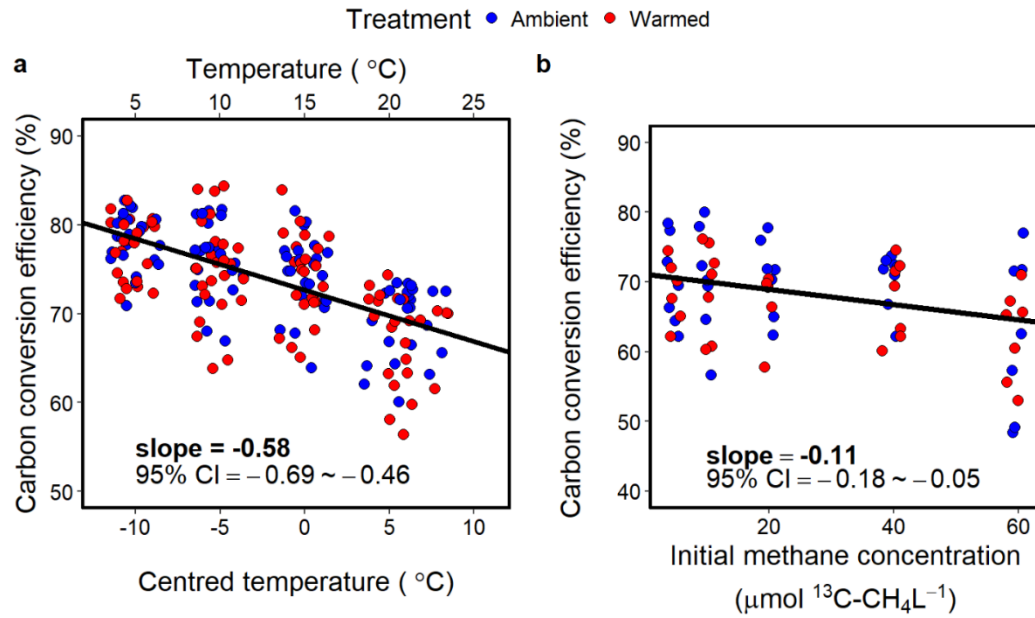 Treatment Ambient Warmed
a
Temperature ( °C)
5 10 15 20 25
Carbon conversion efficiency (%)
90
80
70
60
50
slope = -0.58
95% CI = −0.69 ~ −0.46
-10 -5 0 5 10
Centred temperature ( °C)
b
Carbon conversion efficiency (%)
90
80
70
60
50
40
slope = -0.11
95% CI = −0.18 ~ −0.05
20 40 60
Initial methane concentration
(μmol ¹³C-CH₄L⁻¹)